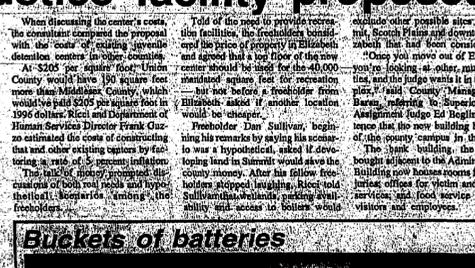 When discussing the center's costs,
the consultant compared the proposal
with the costs of existing juvenile
detention centers in other counties.
At $205 per square foot, Union
County would have 190 square feet
more than Middlesex County, which
would've paid $205 per square foot in
1996 dollars. Ricci and Department of
Human Services Director Frank Guz-
zo estimated the costs of constructing
that and other existing centers by fac-
toring a rate of 5 percent inflation.
The talk of money prompted dis-
cussions of both real needs and hypo-
thetical scenarios among the
freeholders.
Told of the need to provide recrea-
tion facilities, the freeholders consid-
ered the price of property in Elizabeth
and agreed that a top floor of the new
center would be used for the 40,000
mandated square feet for recreation
— but not before a freeholder from
Elizabeth asked if another location
would be cheaper.
Freeholder Dan Sullivan, begin-
ning his remarks by saying his scenar-
io was a hypothetical, asked if deve-
loping land in Summit would save the
county money. After his fellow free-
holders stopped laughing, Ricci told
Sullivan that wetlands, parking avail-
ability and access to boilers would
exclude other possible sites
mit, Scotch Plains and down
zabeth that had been
"Once you move out of E
you're looking at other
ties, and the judge wants it in
plex," said County Mana
Baran, referring to Superi
Assignment Judge Ed Beglin
tence that the new building
of the county campus in
The bank building, the
bought adjacent to the Admi
Building now houses rooms f
juries; offices for victim and
services; and food service
visitors and employees.
Buckets of batteries